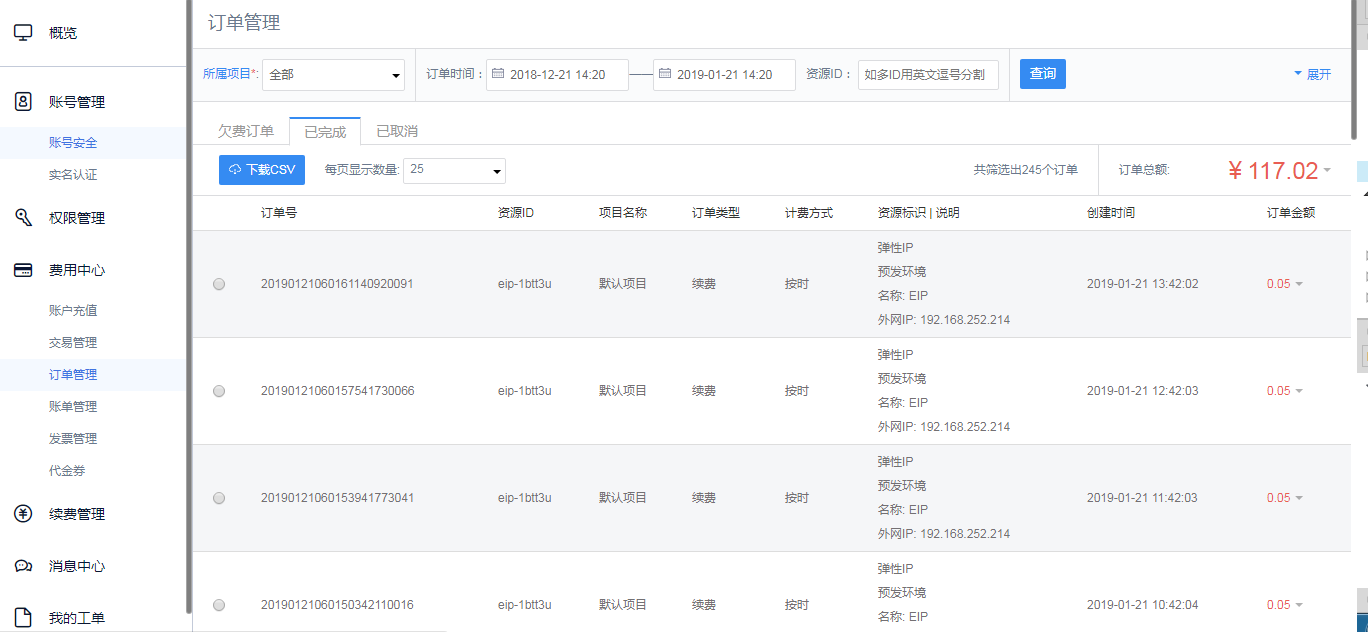 概览
账号管理
账号安全
实名认证
权限管理
费用中心
账户充值
交易管理
订单管理
账单管理
发票管理
代金券
续费管理
消息中心
我的工单
订单管理
所属项目*: 全部 订单时间: 2018-12-21 14:20 2019-01-21 14:20 资源ID: 如多ID用英文逗号分割 查询 展开
欠费订单 已完成 已取消
下载CSV 每页显示数量: 25 共筛选出245个订单 订单总额: ¥ 117.02
订单号 资源ID 项目名称 订单类型 计费方式 资源标识 | 说明 创建时间 订单金额
弹性IP
预发环境
20190121060161140920091 eip-1btt3u 默认项目 续费 按时 2019-01-21 13:42:02 0.05
名称: EIP
外网IP: 192.168.252.214
弹性IP
预发环境
20190121060157541730066 eip-1btt3u 默认项目 续费 按时 2019-01-21 12:42:03 0.05
名称: EIP
外网IP: 192.168.252.214
弹性IP
预发环境
20190121060153941773041 eip-1btt3u 默认项目 续费 按时 2019-01-21 11:42:03 0.05
名称: EIP
外网IP: 192.168.252.214
弹性IP
预发环境
20190121060150342110016 eip-1btt3u 默认项目 续费 按时 2019-01-21 10:42:04 0.05
名称: EIP